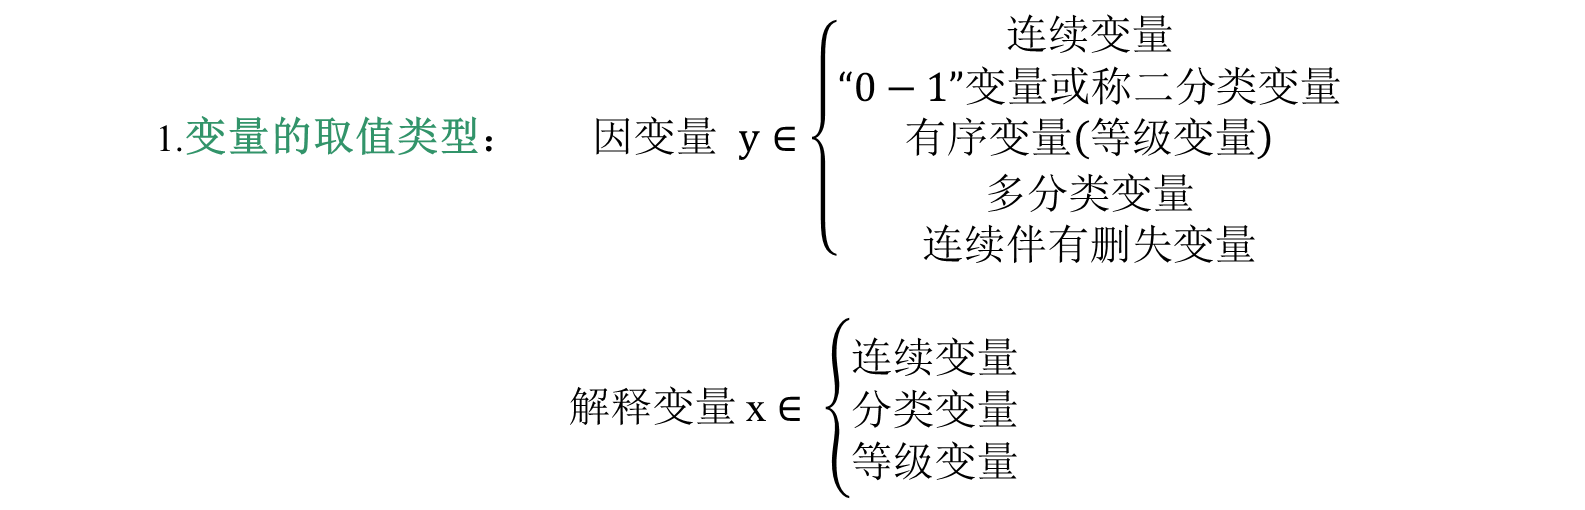 1.变量的取值类型：
因变量 y ∈
连续变量
“0 − 1”变量或称二分类变量
有序变量(等级变量)
多分类变量
连续伴有删失变量
解释变量 x ∈
连续变量
分类变量
等级变量